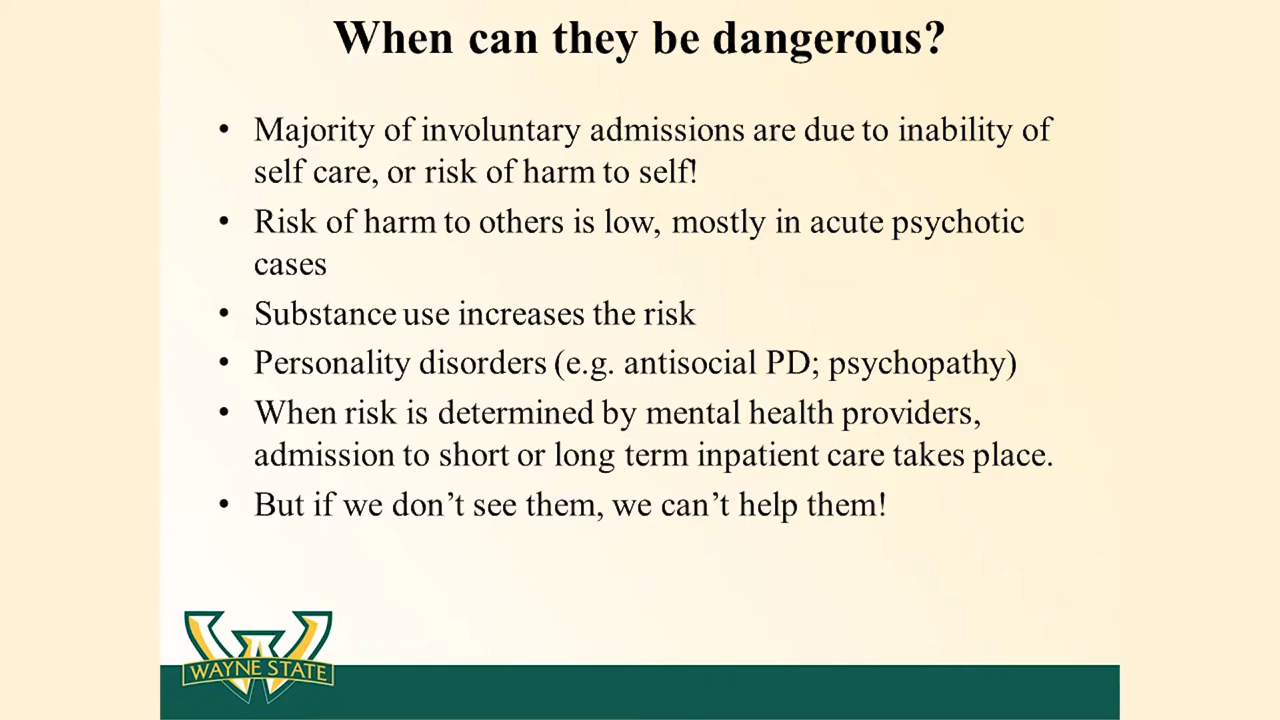 When can they be dangerous?
• Majority of involuntary admissions are due to inability of
self care, or risk of harm to self!
• Risk of harm to others is low, mostly in acute psychotic
cases
• Substance use increases the risk
• Personality disorders (e.g. antisocial PD; psychopathy)
• When risk is determined by mental health providers,
admission to short or long term inpatient care takes place.
• But if we don’t see them, we can’t help them!
WAYNE STATE